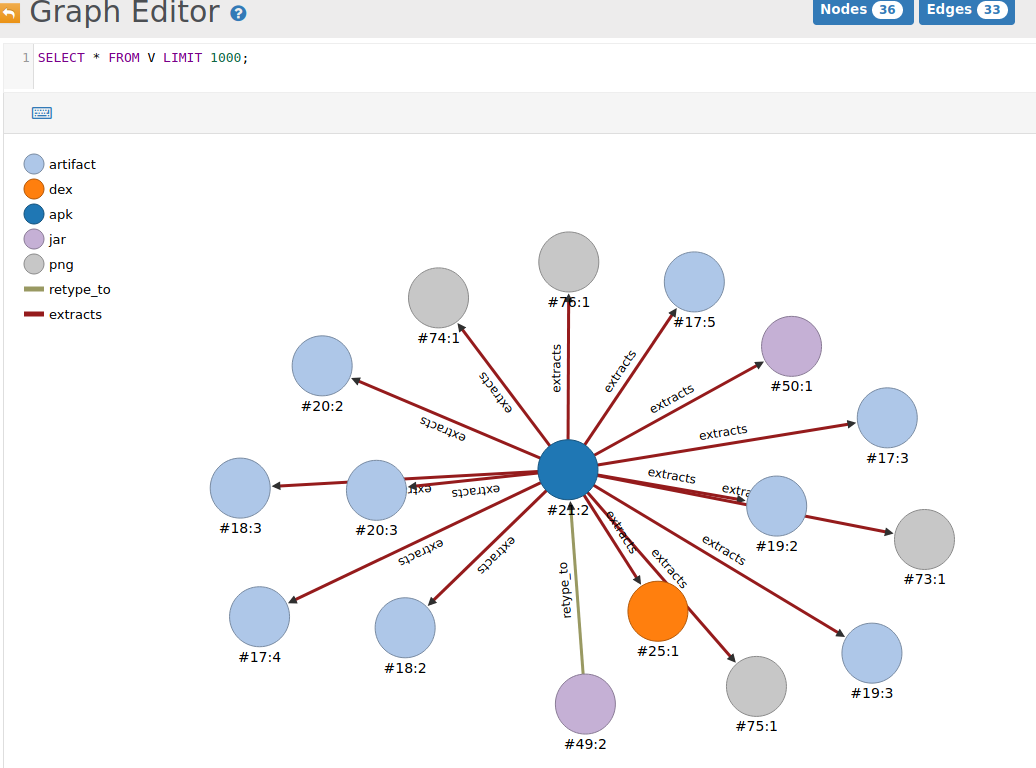 Graph Editor ?
Nodes 36
Edges 33
1 SELECT * FROM V LIMIT 1000;
artifact
dex
apk
jar
png
retype_to
extracts
#76:1
#17:5
#74:1
#50:1
#20:2
#17:3
#18:3
#20:3
#21:2
#19:2
#73:1
#17:4
#18:2
#25:1
#19:3
#75:1
#49:2
extracts
extracts
extracts
extracts
extracts
extracts
extracts
extracts
extracts
extracts
extracts
extracts
extracts
retype_to